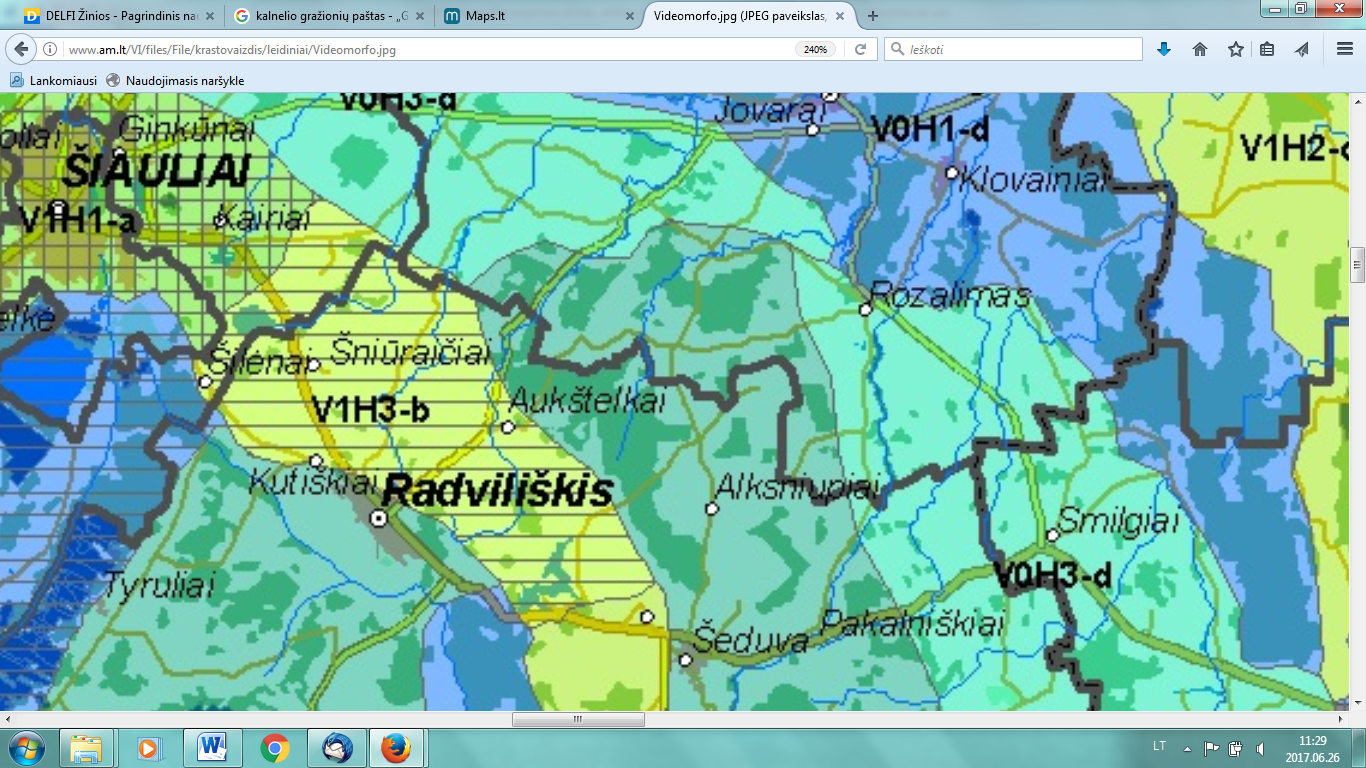 DELFI Žinios - Pagrindinis na
kalnelio gražionių paštas - „G
Maps.lt
Videomorfo.jpg (JPEG paveikslas,
www.am.lt/VI/files/File/krastovaizdis/leidiniai/Videomorfo.jpg
240%
Ieškoti
Lankomiausi
Naudojimasis naršykle
V0H3-d
Jovarai
Ginkūnai
V0H1-d
V1H2-c
ŠIAULIAI
Klovainiai
V1H1-a
Kairiai
Rozalimas
Šilėnai
Šniūraičiai
V1H3-b
Aukštelkai
Kutiškiai
Radviliškis
Alksniupiai
Smilgiai
Tyruliai
V0H3-d
Pakalniškiai
Šeduva
LT
11:29
2017.06.26